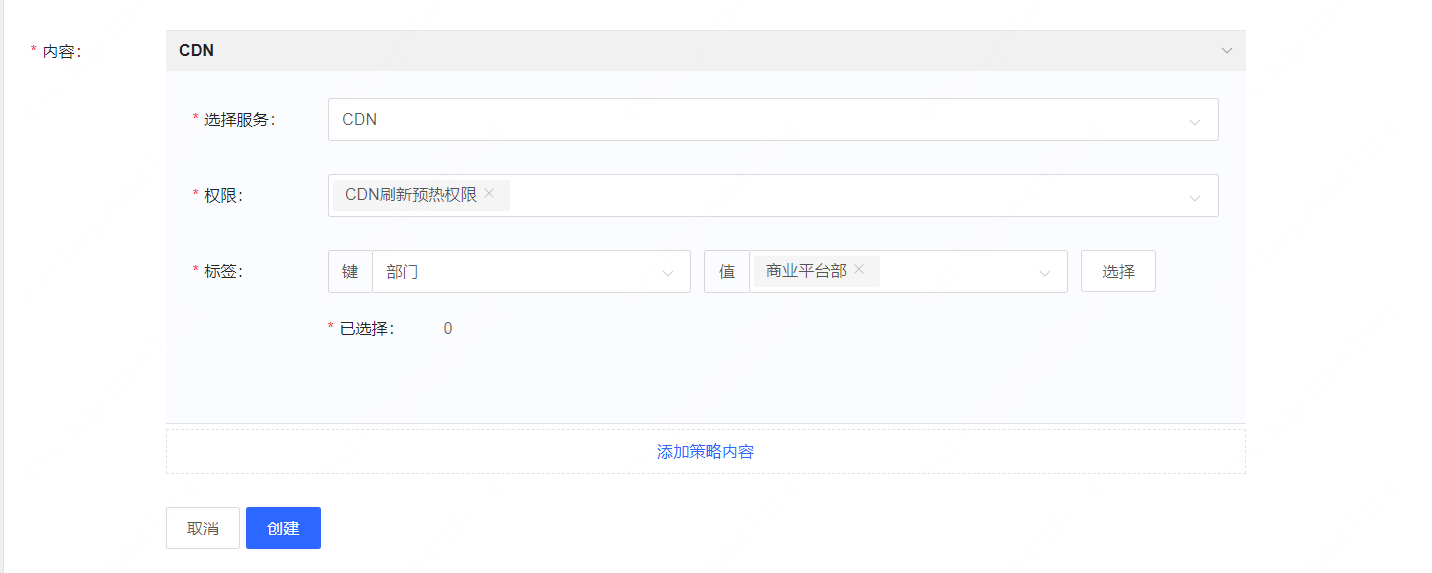 * 内容： CDN
* 选择服务： CDN
* 权限： CDN刷新预热权限
* 标签： 键 部门 值 商业平台部 选择
* 已选择： 0
添加策略内容
取消 创建